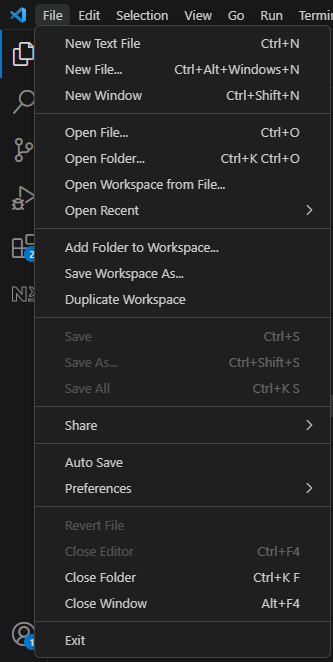 File Edit Selection View Go Run Termin
New Text File Ctrl+N
New File... Ctrl+Alt+Windows+N
New Window Ctrl+Shift+N
Open File... Ctrl+O
Open Folder... Ctrl+K Ctrl+O
Open Workspace from File...
Open Recent
Add Folder to Workspace...
Save Workspace As...
2
Duplicate Workspace
Save Ctrl+S
Save As... Ctrl+Shift+S
Save All Ctrl+K S
Share
Auto Save
Preferences
Revert File
Close Editor Ctrl+F4
Close Folder Ctrl+K F
Close Window Alt+F4
1
Exit